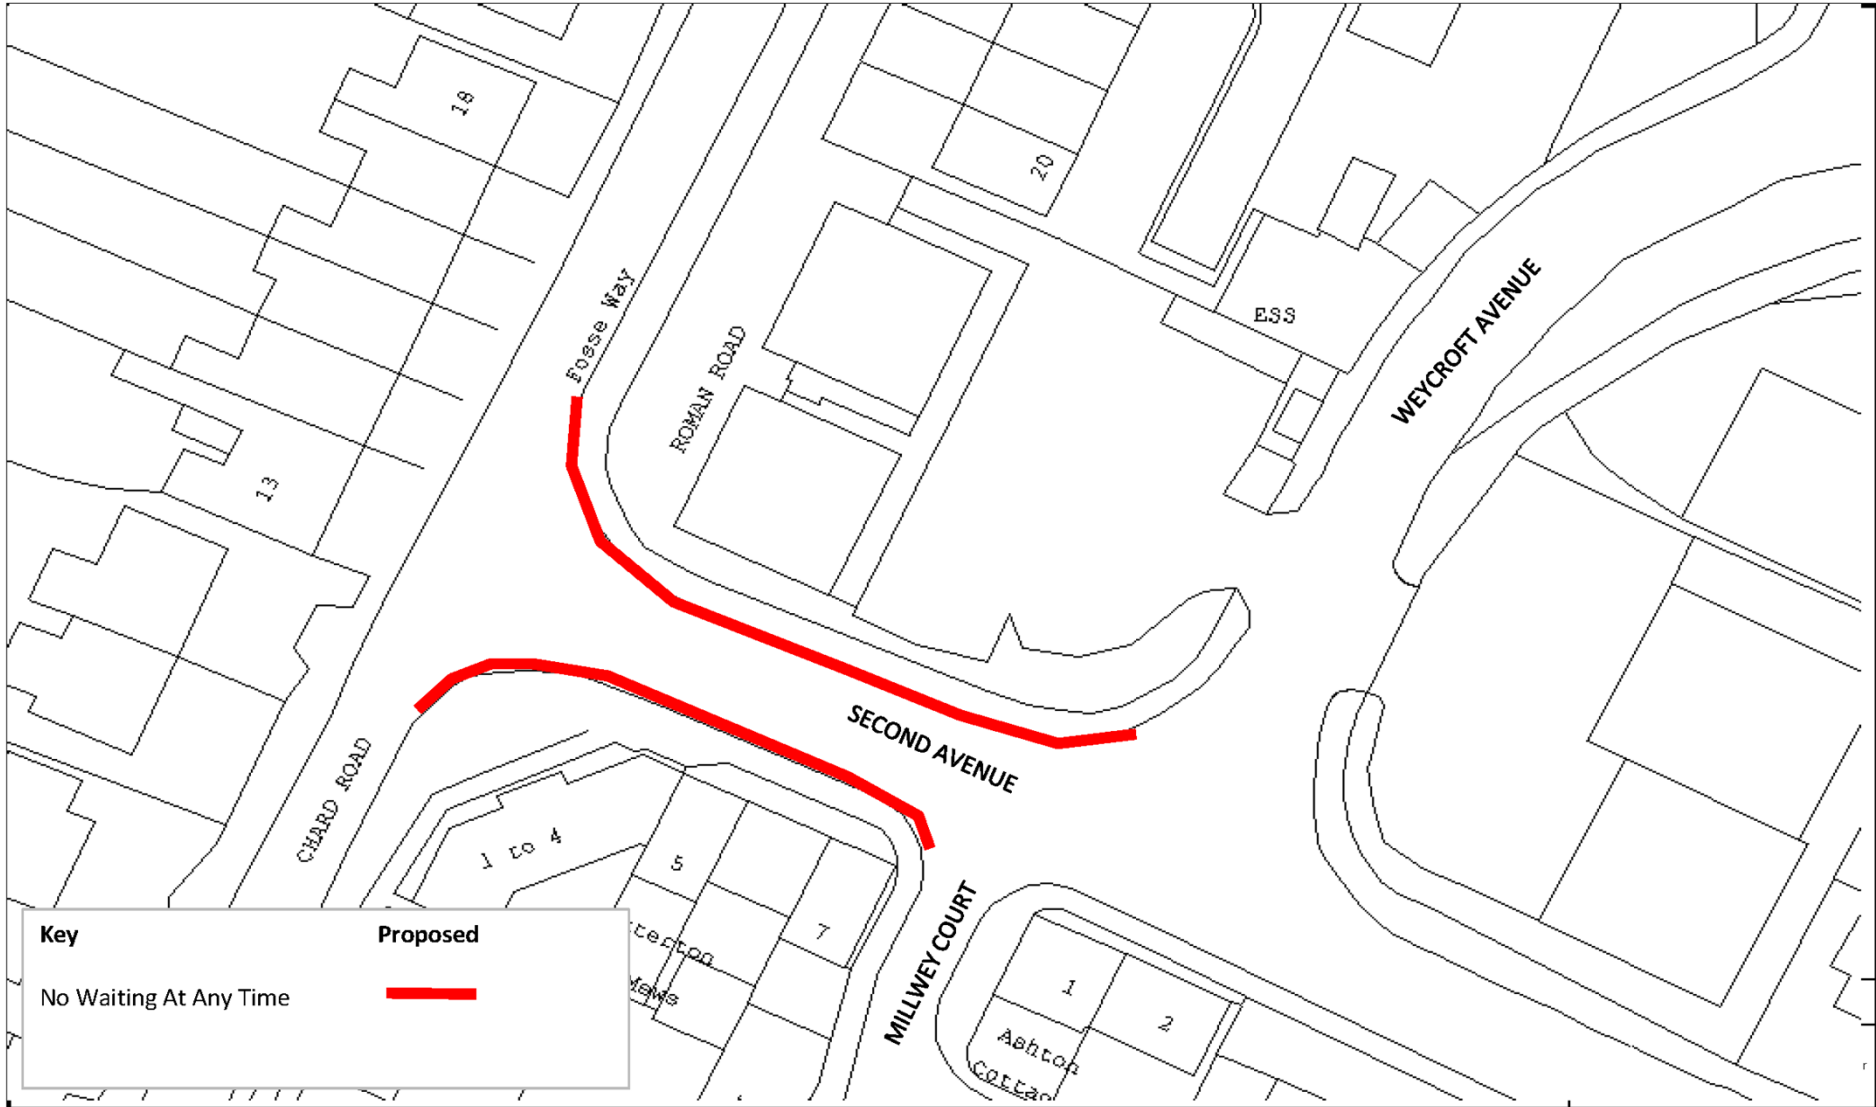 18
20
Fosse Way
ESS
WEYCROFT AVENUE
ROMAN ROAD
13
SECOND AVENUE
CHARD ROAD
1 to 4
5
7
MILLWEY COURT
Key Proposed
No Waiting At Any Time
Mews
1
2
Ashton